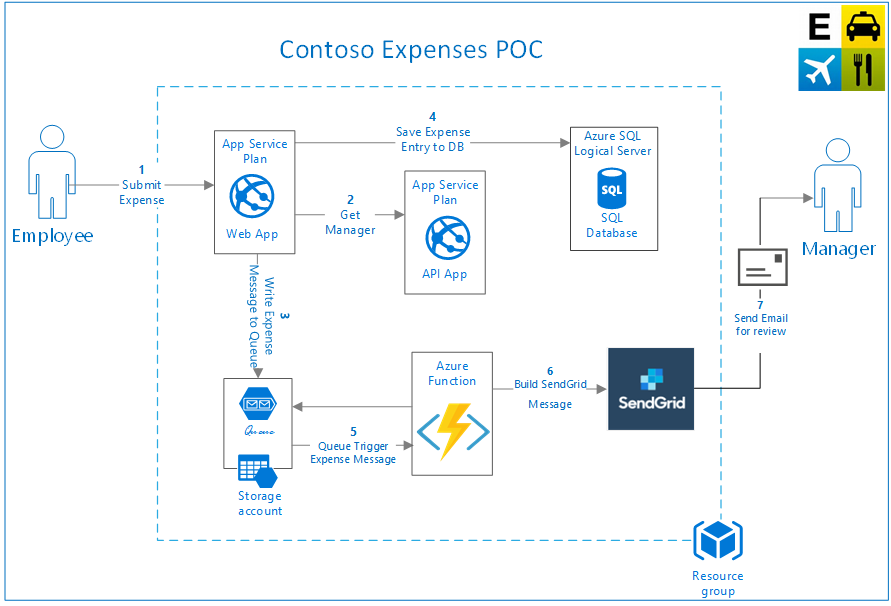 E
Contoso Expenses POC
4
Save Expense
Entry to DB
App Service
Plan
Web App
Azure SQL
Logical Server
SQL
SQL
Database
1
Submit
Expense
Employee
2
Get
Manager
App Service
Plan
API App
Manager
3
Write Expense
Message to Queue
7
Send Email
for review
Azure
Function
6
Build SendGrid
Message
SendGrid
Queue
5
Queue Trigger
Expense Message
Storage
account
Resource
group